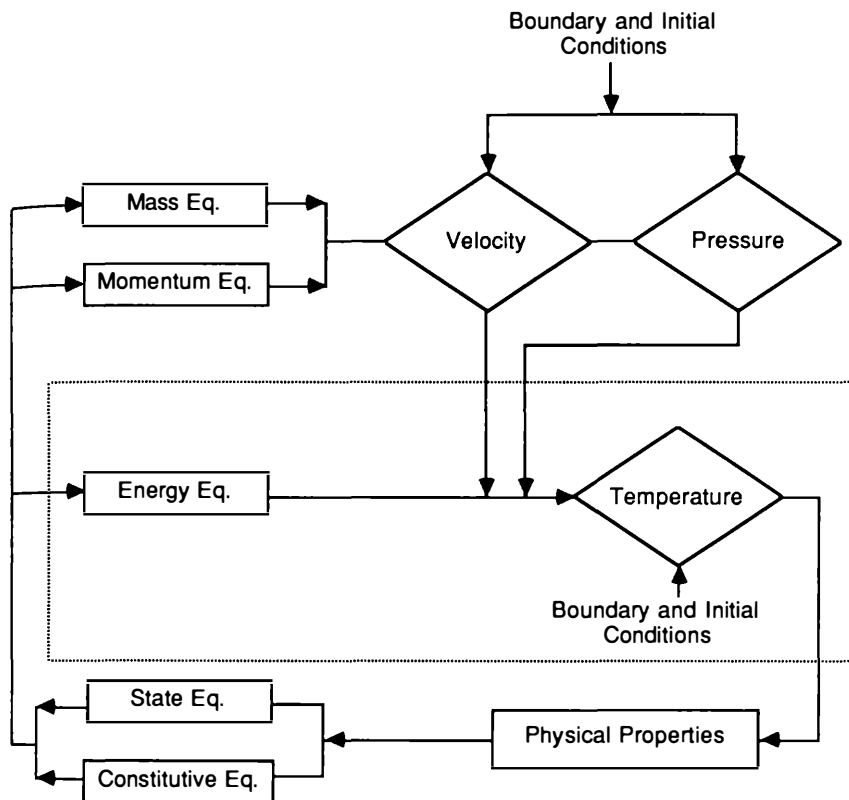 Boundary and Initial
Conditions
Mass Eq.
Velocity
Pressure
Momentum Eq.
Energy Eq.
Temperature
Boundary and Initial
Conditions
State Eq.
Physical Properties
Constitutive Eq.